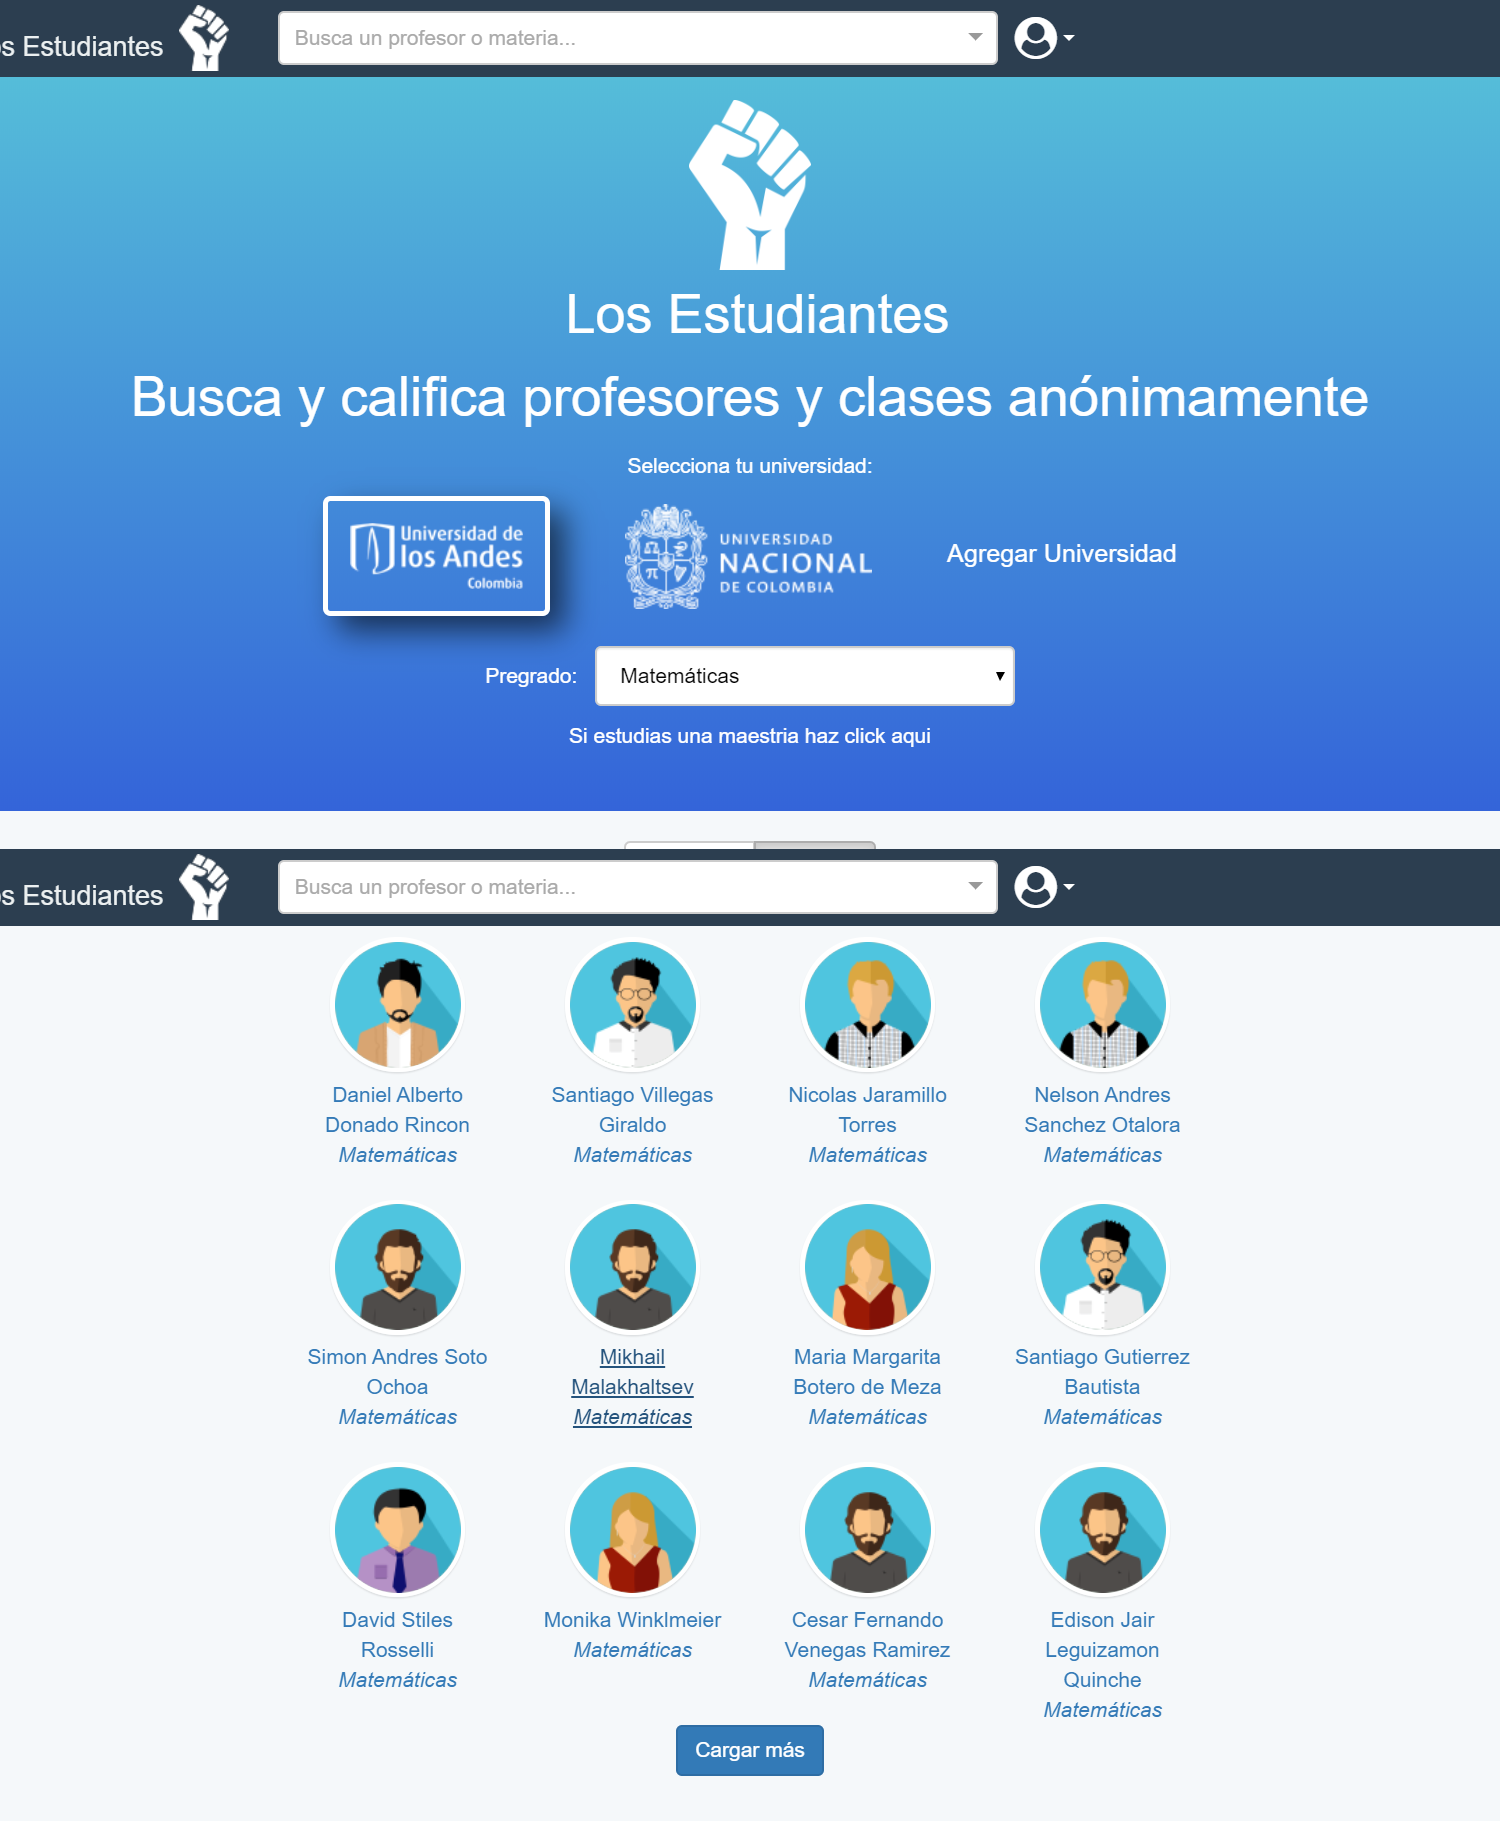 s Estudiantes
Busca un profesor o materia...
Los Estudiantes
Busca y califica profesores y clases anónimamente
Selecciona tu universidad:
Universidad de
los Andes
Colombia
UNIVERSIDAD
NACIONAL
DE COLOMBIA
Agregar Universidad
Pregrado:
Matemáticas
Si estudias una maestria haz click aqui
s Estudiantes
Busca un profesor o materia...
Daniel Alberto
Donado Rincon
Matemáticas
Santiago Villegas
Giraldo
Matemáticas
Nicolas Jaramillo
Torres
Matemáticas
Nelson Andres
Sanchez Otalora
Matemáticas
Simon Andres Soto
Ochoa
Matemáticas
Mikhail
Malakhaltsev
Matemáticas
Maria Margarita
Botero de Meza
Matemáticas
Santiago Gutierrez
Bautista
Matemáticas
David Stiles
Rosselli
Matemáticas
Monika Winklmeier
Matemáticas
Cesar Fernando
Venegas Ramirez
Matemáticas
Edison Jair
Leguizamon
Quinche
Matemáticas
Cargar más